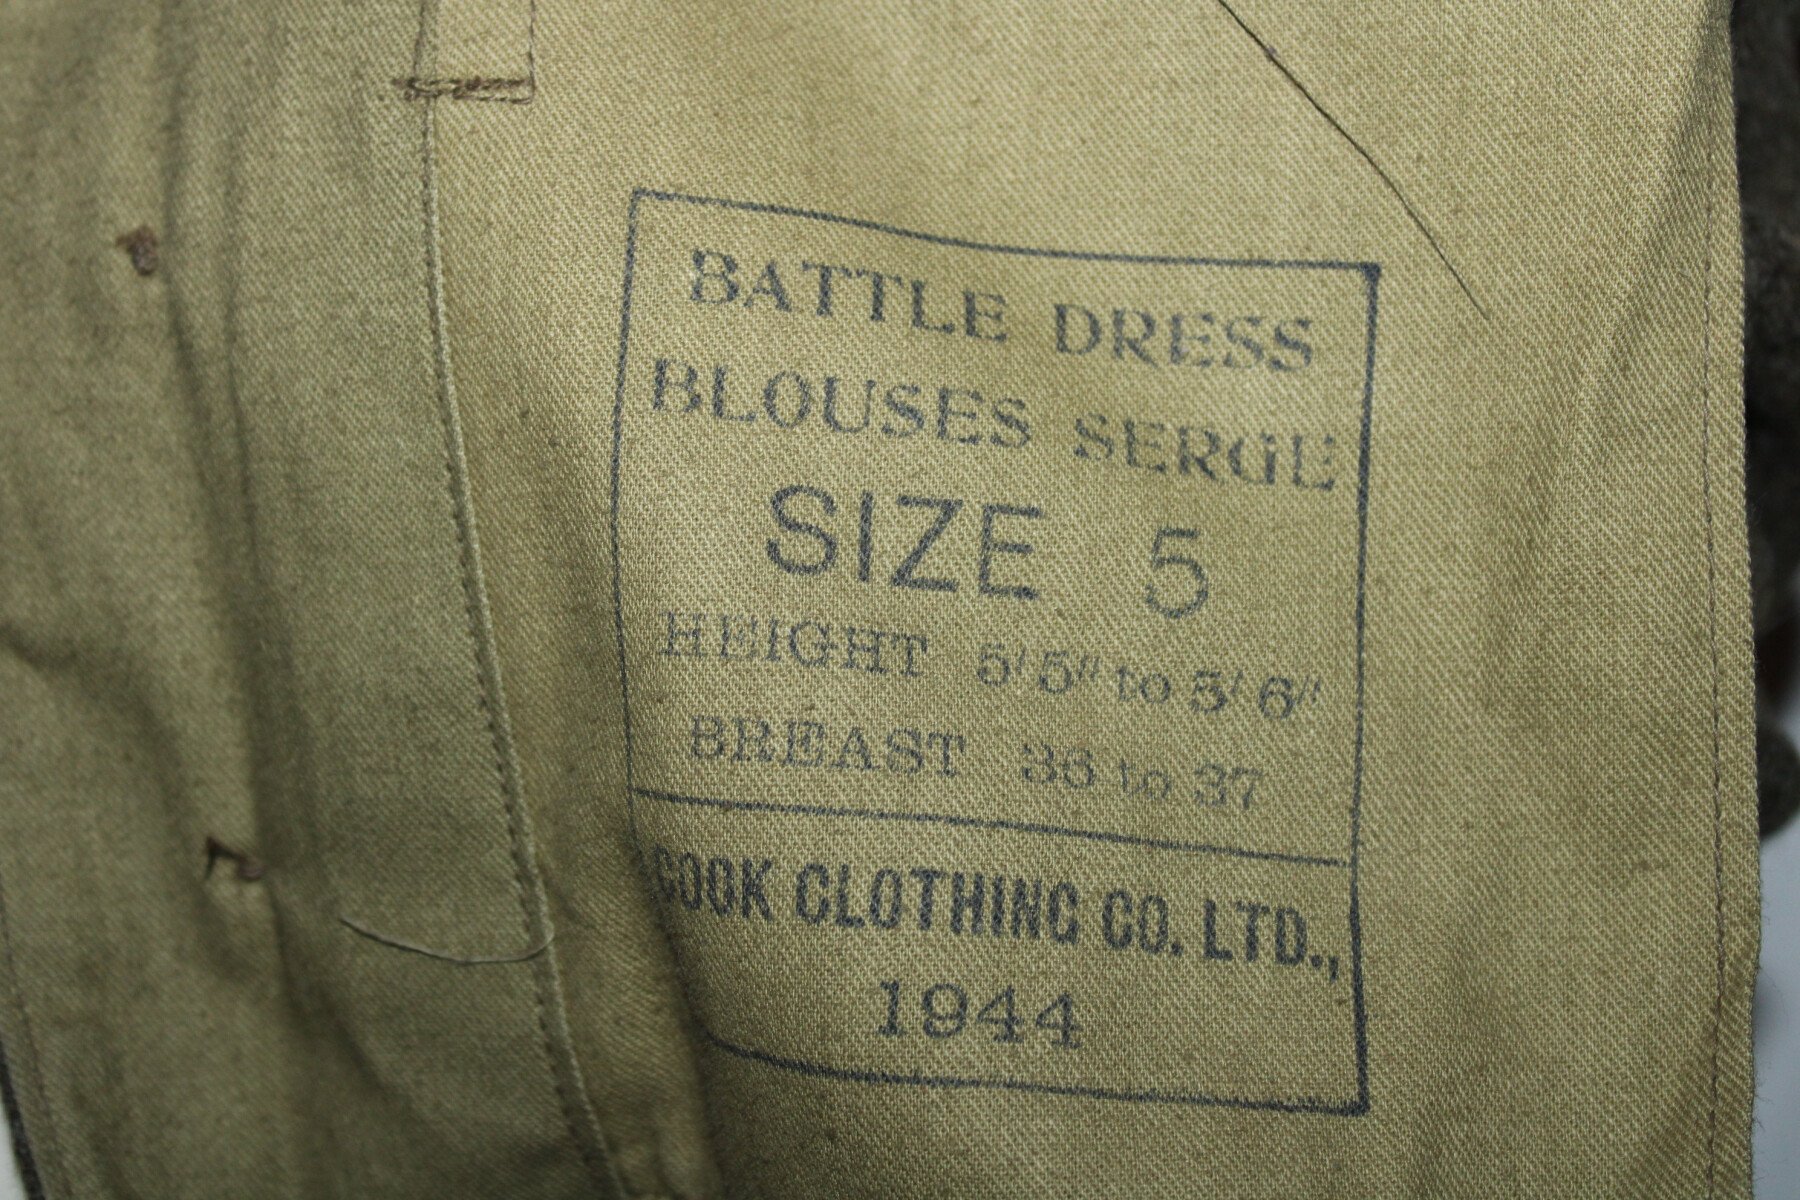 BATTLE DRESS
BLOUSES SERGE
SIZE 5
HEIGHT 5' 5" to 5' 6"
BREAST 36 to 37
COOK CLOTHING CO. LTD.,
1944